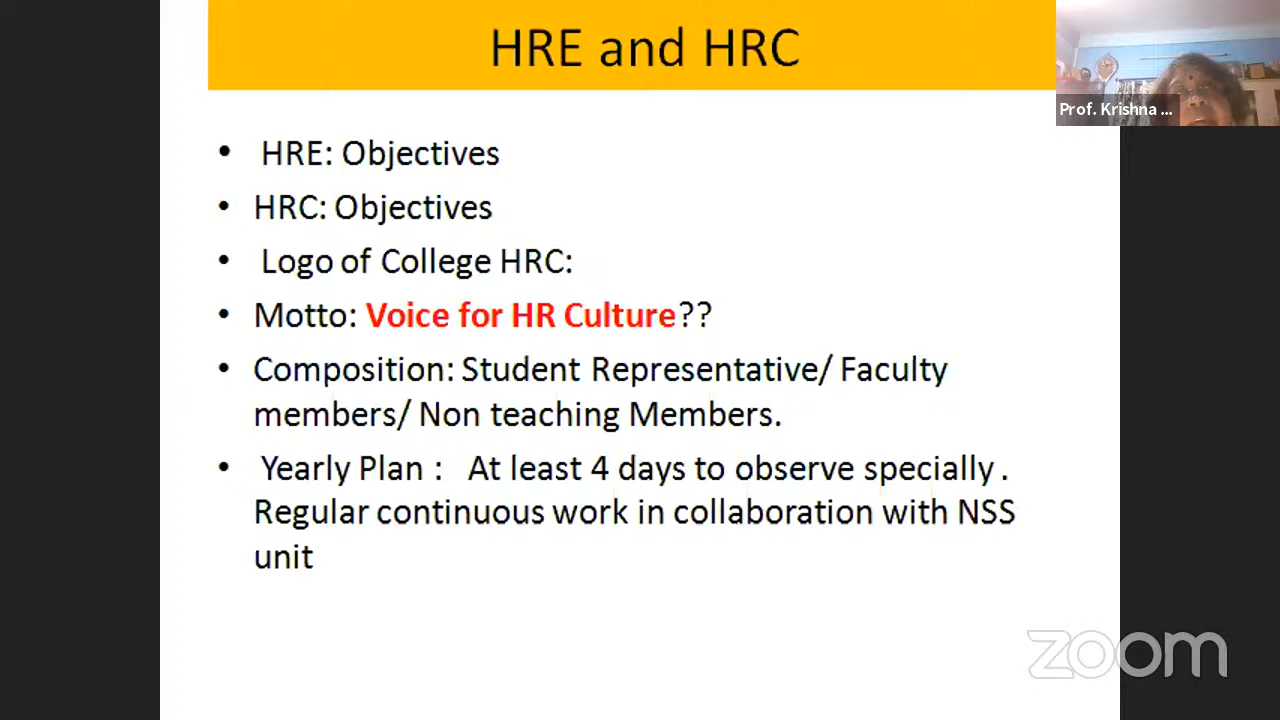 HRE and HRC
Prof. Krishna ...
• HRE: Objectives
• HRC: Objectives
• Logo of College HRC:
• Motto: Voice for HR Culture??
• Composition: Student Representative/ Faculty
members/ Non teaching Members.
• Yearly Plan : At least 4 days to observe specially .
Regular continuous work in collaboration with NSS
unit
zoom